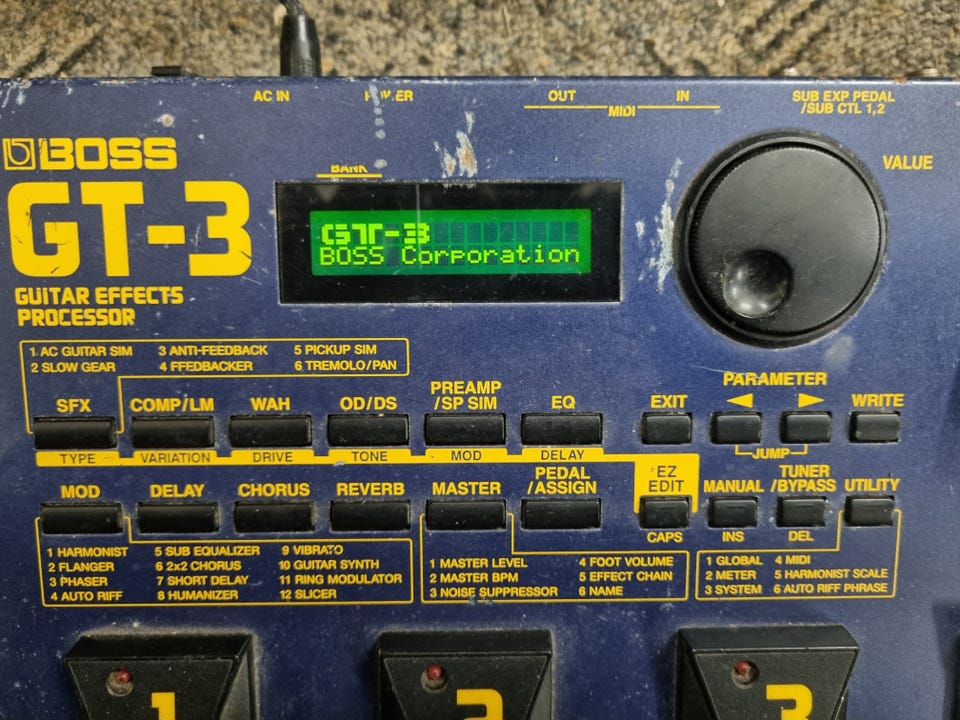 AC IN POWER OUT MIDI IN SUB EXP PEDAL
/SUB CTL 1,2
BOSS
GT-3
GUITAR EFFECTS
PROCESSOR
BANK
GT-3
BOSS Corporation
VALUE
1 AC GUITAR SIM 3 ANTI-FEEDBACK 5 PICKUP SIM
2 SLOW GEAR 4 FFEDBACKER 6 TREMOLO/PAN
SFX COMP/LM WAH OD/DS PREAMP
/SP SIM EQ
TYPE VARIATION DRIVE TONE MOD DELAY
PARAMETER
EXIT WRITE
JUMP
MOD DELAY CHORUS REVERB MASTER PEDAL
/ASSIGN
EZ
EDIT
MANUAL TUNER
/BYPASS UTILITY
CAPS INS DEL
1 HARMONIST 5 SUB EQUALIZER 9 VIBRATO
2 FLANGER 6 2x2 CHORUS 10 GUITAR SYNTH
3 PHASER 7 SHORT DELAY 11 RING MODULATOR
4 AUTO RIFF 8 HUMANIZER 12 SLICER
1 MASTER LEVEL 4 FOOT VOLUME
2 MASTER BPM 5 EFFECT CHAIN
3 NOISE SUPPRESSOR 6 NAME
1 GLOBAL 4 MIDI
2 METER 5 HARMONIST SCALE
3 SYSTEM 6 AUTO RIFF PHRASE
1 2 3